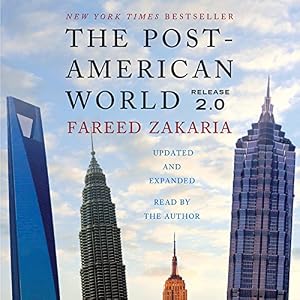 NEW YORK TIMES BESTSELLER
THE POST-
AMERICAN
WORLD RELEASE 2.0
FAREED ZAKARIA
UPDATED
AND
EXPANDED
READ BY
THE AUTHOR